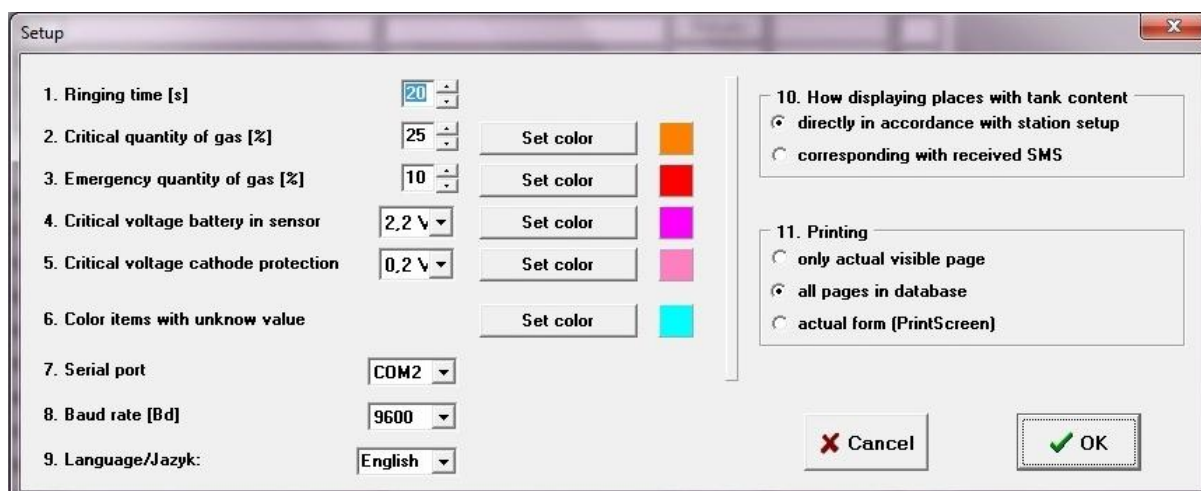 Setup
1. Ringing time [s]
20
2. Critical quantity of gas [%]
25
Set color
3. Emergency quantity of gas [%]
10
Set color
4. Critical voltage battery in sensor
2,2 V
Set color
5. Critical voltage cathode protection
0,2 V
Set color
6. Color items with unknow value
Set color
7. Serial port
COM2
8. Baud rate [Bd]
9600
9. Language/Jazyk:
English
10. How displaying places with tank content
directly in accordance with station setup
corresponding with received SMS
11. Printing
only actual visible page
all pages in database
actual form (PrintScreen)
Cancel
OK